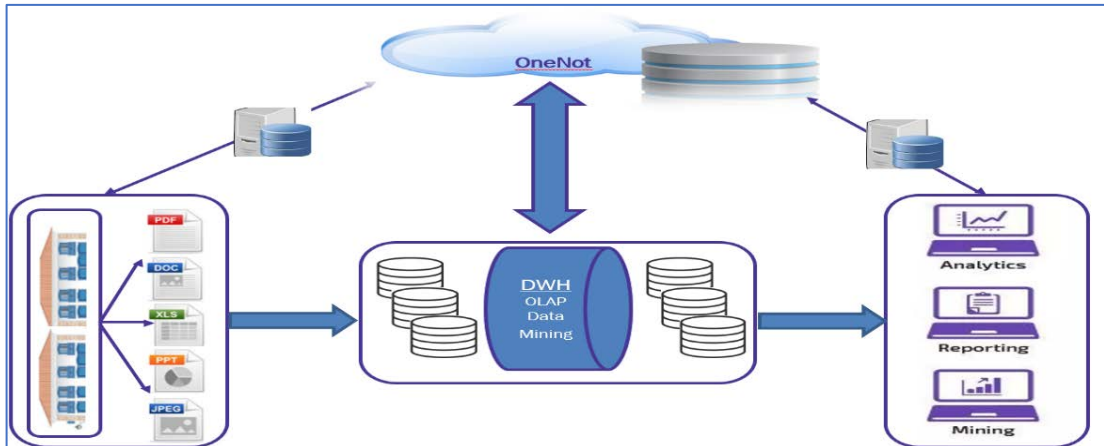 OneNot
PDF
DOC
XLS
PPT
JPEG
DWH
OLAP
Data
Mining
Analytics
Reporting
Mining